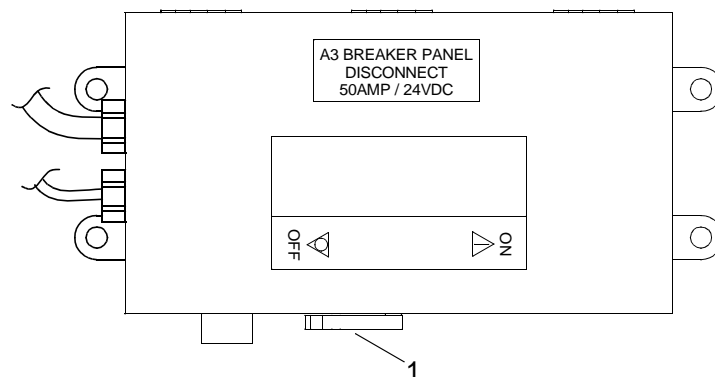 A3 BREAKER PANEL
DISCONNECT
50AMP / 24VDC
OFF
ON
1